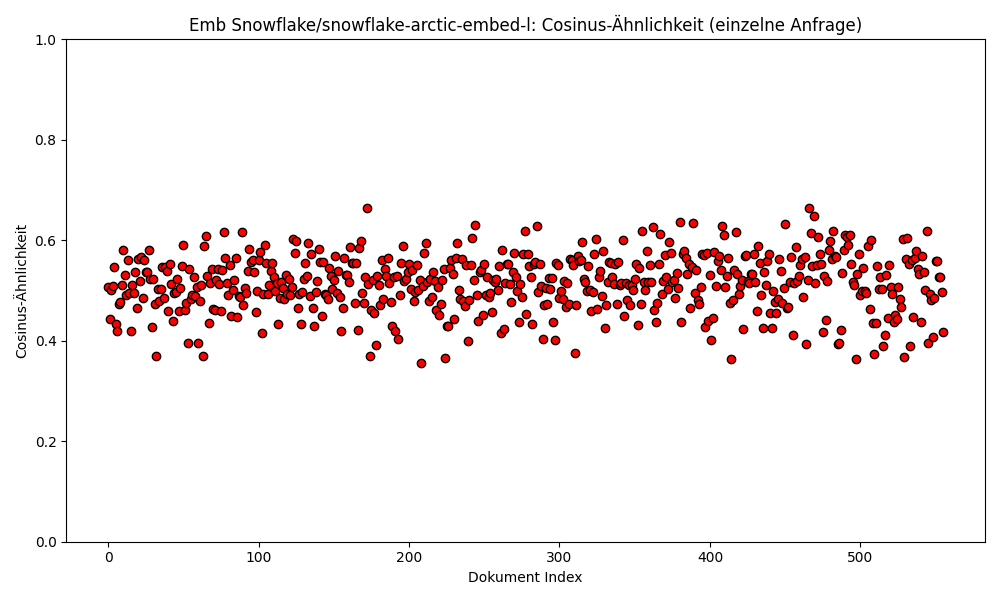 Emb Snowflake/snowflake-arctic-embed-l: Cosinus-Ähnlichkeit (einzelne Anfrage)
1.0
0.8
0.6
0.4
0.2
0.0
Cosinus-Ähnlichkeit
0 100 200 300 400 500
Dokument Index